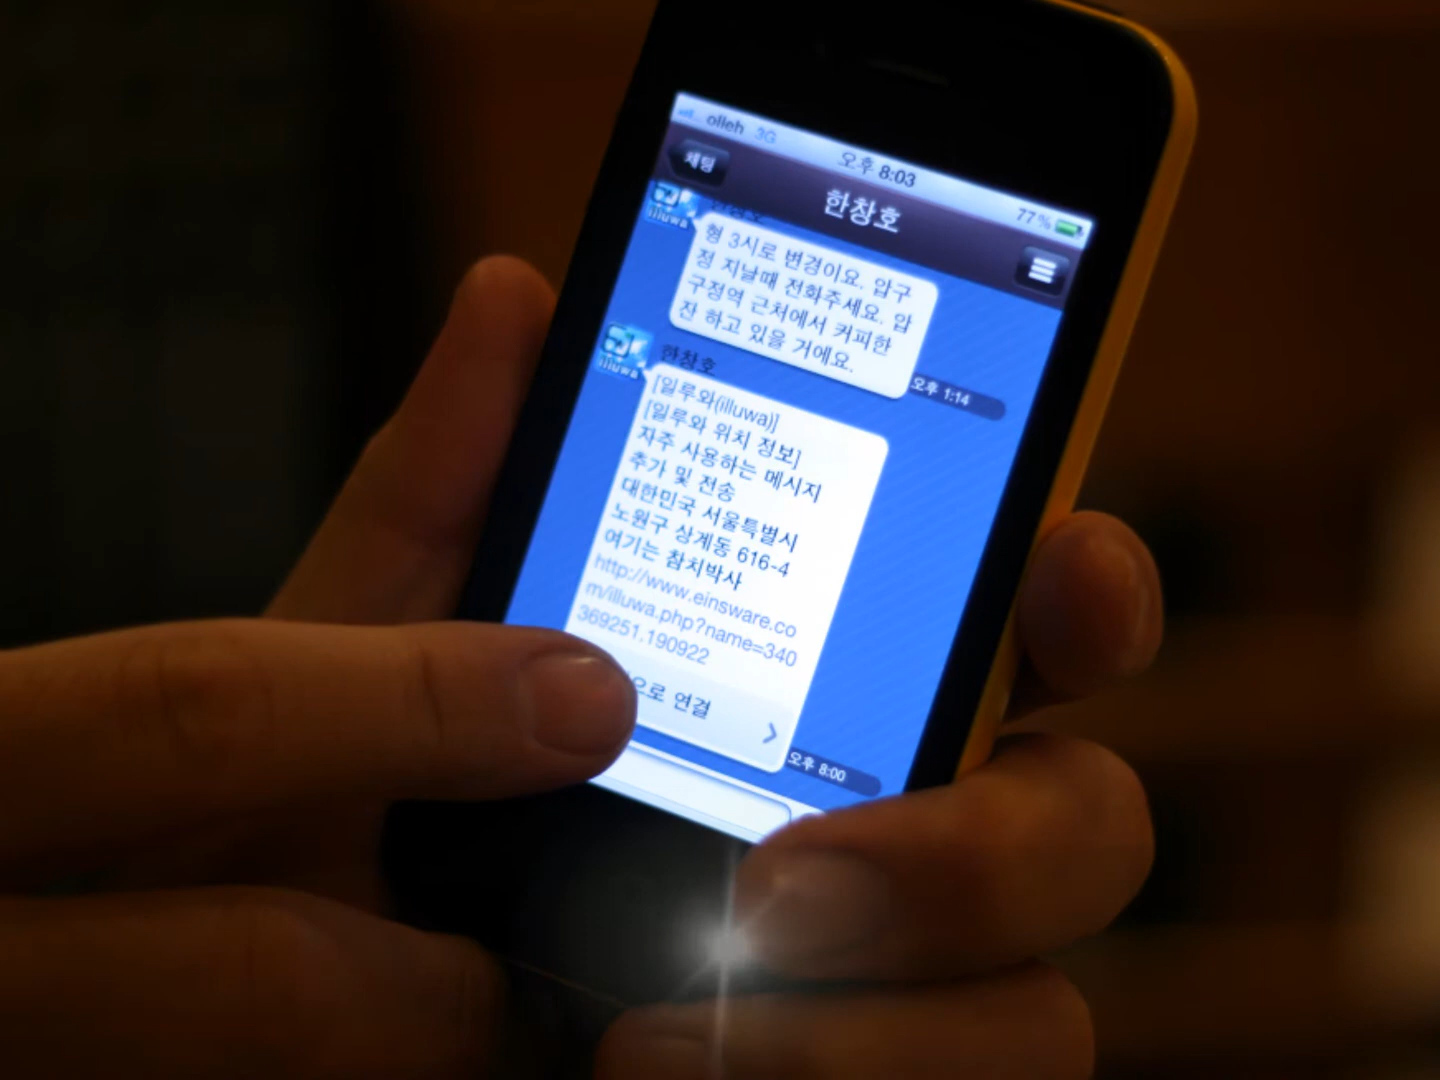 olleh 3G
오후 8:03
77%
채팅
한창호
illuwa
형 3시로 변경이요. 압구
정 지날때 전화주세요. 압
구정역 근처에서 커피한
잔 하고 있을 거에요.
오후 1:14
illuwa
한창호
[일루와(illuwa)]
[일루와 위치 정보]
자주 사용하는 메시지
추가 및 전송
대한민국 서울특별시
노원구 상계동 616-4
여기는 참치박사
http://www.einsware.co
m/illuwa.php?name=340
369251.190922
으로 연결
오후 8:00